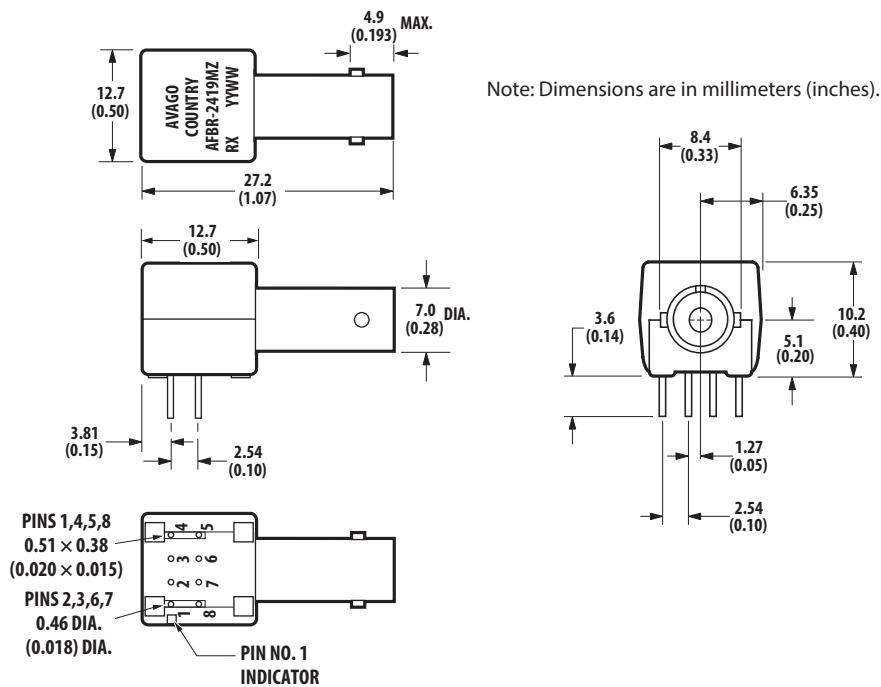 4.9
(0.193)
MAX.
12.7
(0.50)
AVAGO
COUNTRY
AFBR-2419MZ
RX YYWW
27.2
(1.07)
Note: Dimensions are in millimeters (inches).
8.4
(0.33)
6.35
(0.25)
12.7
(0.50)
7.0
(0.28)
DIA.
3.6
(0.14)
10.2
(0.40)
5.1
(0.20)
3.81
(0.15)
2.54
(0.10)
1.27
(0.05)
2.54
(0.10)
PINS 1,4,5,8
0.51 × 0.38
(0.020 × 0.015)
PINS 2,3,6,7
0.46 DIA.
(0.018) DIA.
4 5
3 6
2 7
1 8
PIN NO. 1
INDICATOR